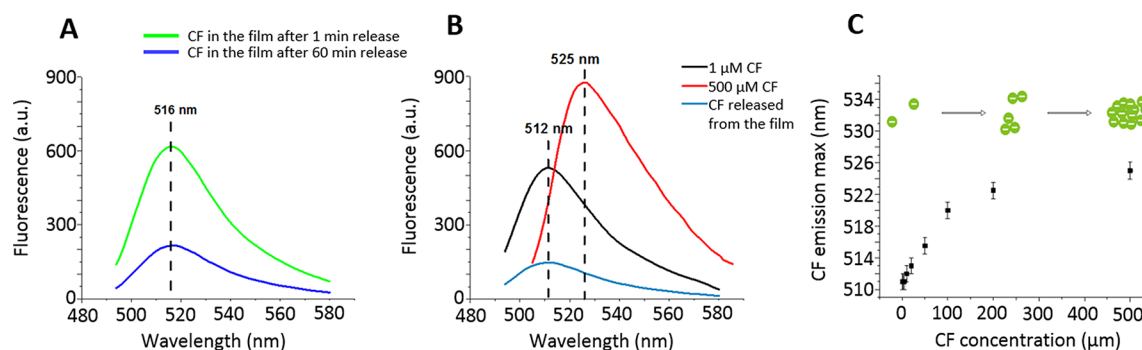 A
CF in the film after 1 min release
CF in the film after 60 min release
900
600
300
0
Fluorescence (a.u.)
516 nm
480 500 520 540 560 580
Wavelength (nm)
B
525 nm
512 nm
1 µM CF
500 µM CF
CF released
from the film
900
600
300
0
Fluorescence (a.u.)
480 500 520 540 560 580
Wavelength (nm)
C
534
530
526
522
518
514
510
CF emission max (nm)
0 100 200 300 400 500
CF concentration (µm)